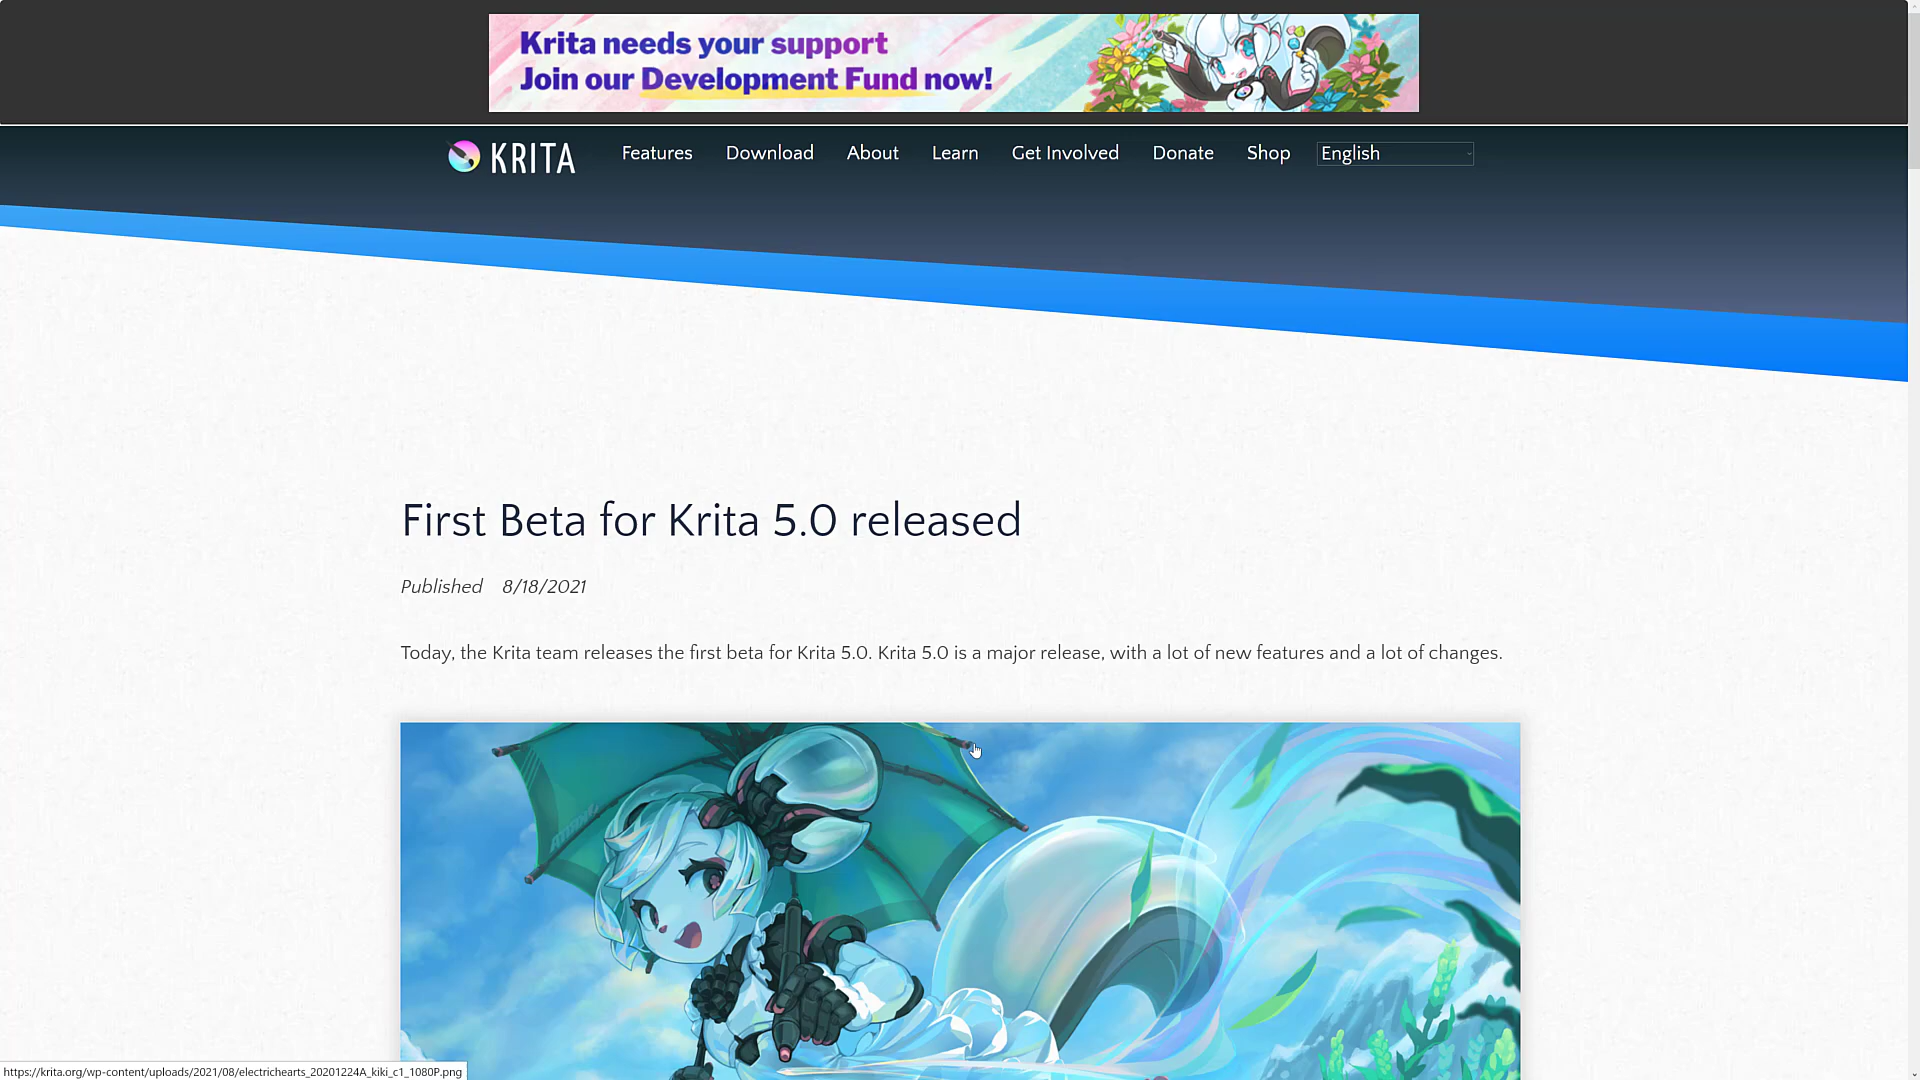 Krita needs your support
Join our Development Fund now!
KRITA
Features
Download
About
Learn
Get Involved
Donate
Shop
English
First Beta for Krita 5.0 released
Published 8/18/2021
Today, the Krita team releases the first beta for Krita 5.0. Krita 5.0 is a major release, with a lot of new features and a lot of changes.
https://krita.org/wp-content/uploads/2021/08/electrichearts_20201224A_kiki_c1_1080P.png